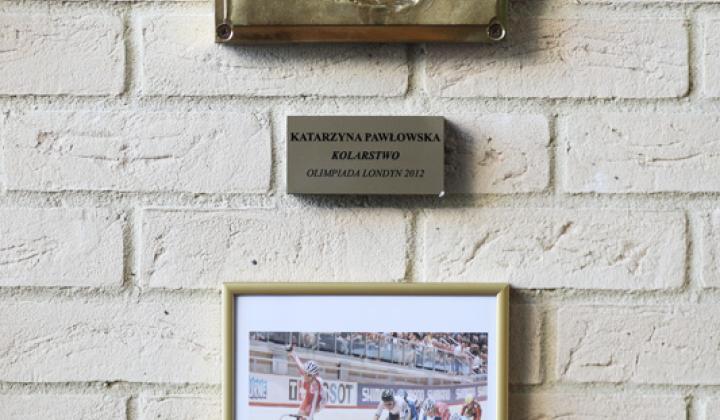 KATARZYNA PAWŁOWSKA
KOLARSTWO
OLIMPIADA LONDYN 2012
TISSOT